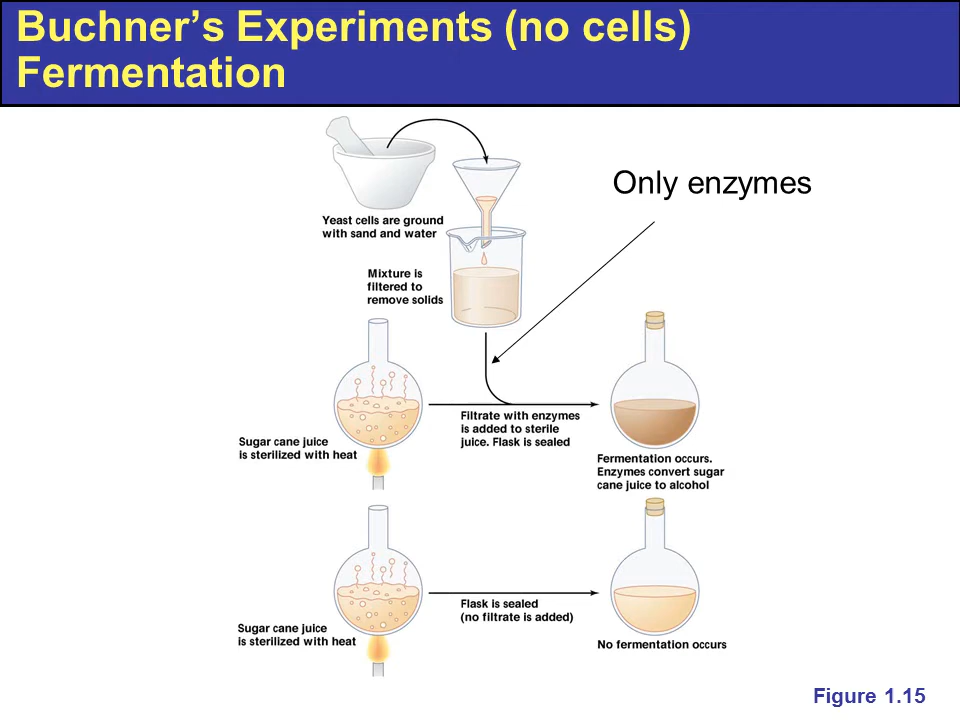 Buchner’s Experiments (no cells)
Fermentation
Only enzymes
Yeast cells are ground
with sand and water
Mixture is
filtered to
remove solids
Sugar cane juice
is sterilized with heat
Filtrate with enzymes
is added to sterile
juice. Flask is sealed
Fermentation occurs.
Enzymes convert sugar
cane juice to alcohol
Sugar cane juice
is sterilized with heat
Flask is sealed
(no filtrate is added)
No fermentation occurs
Figure 1.15